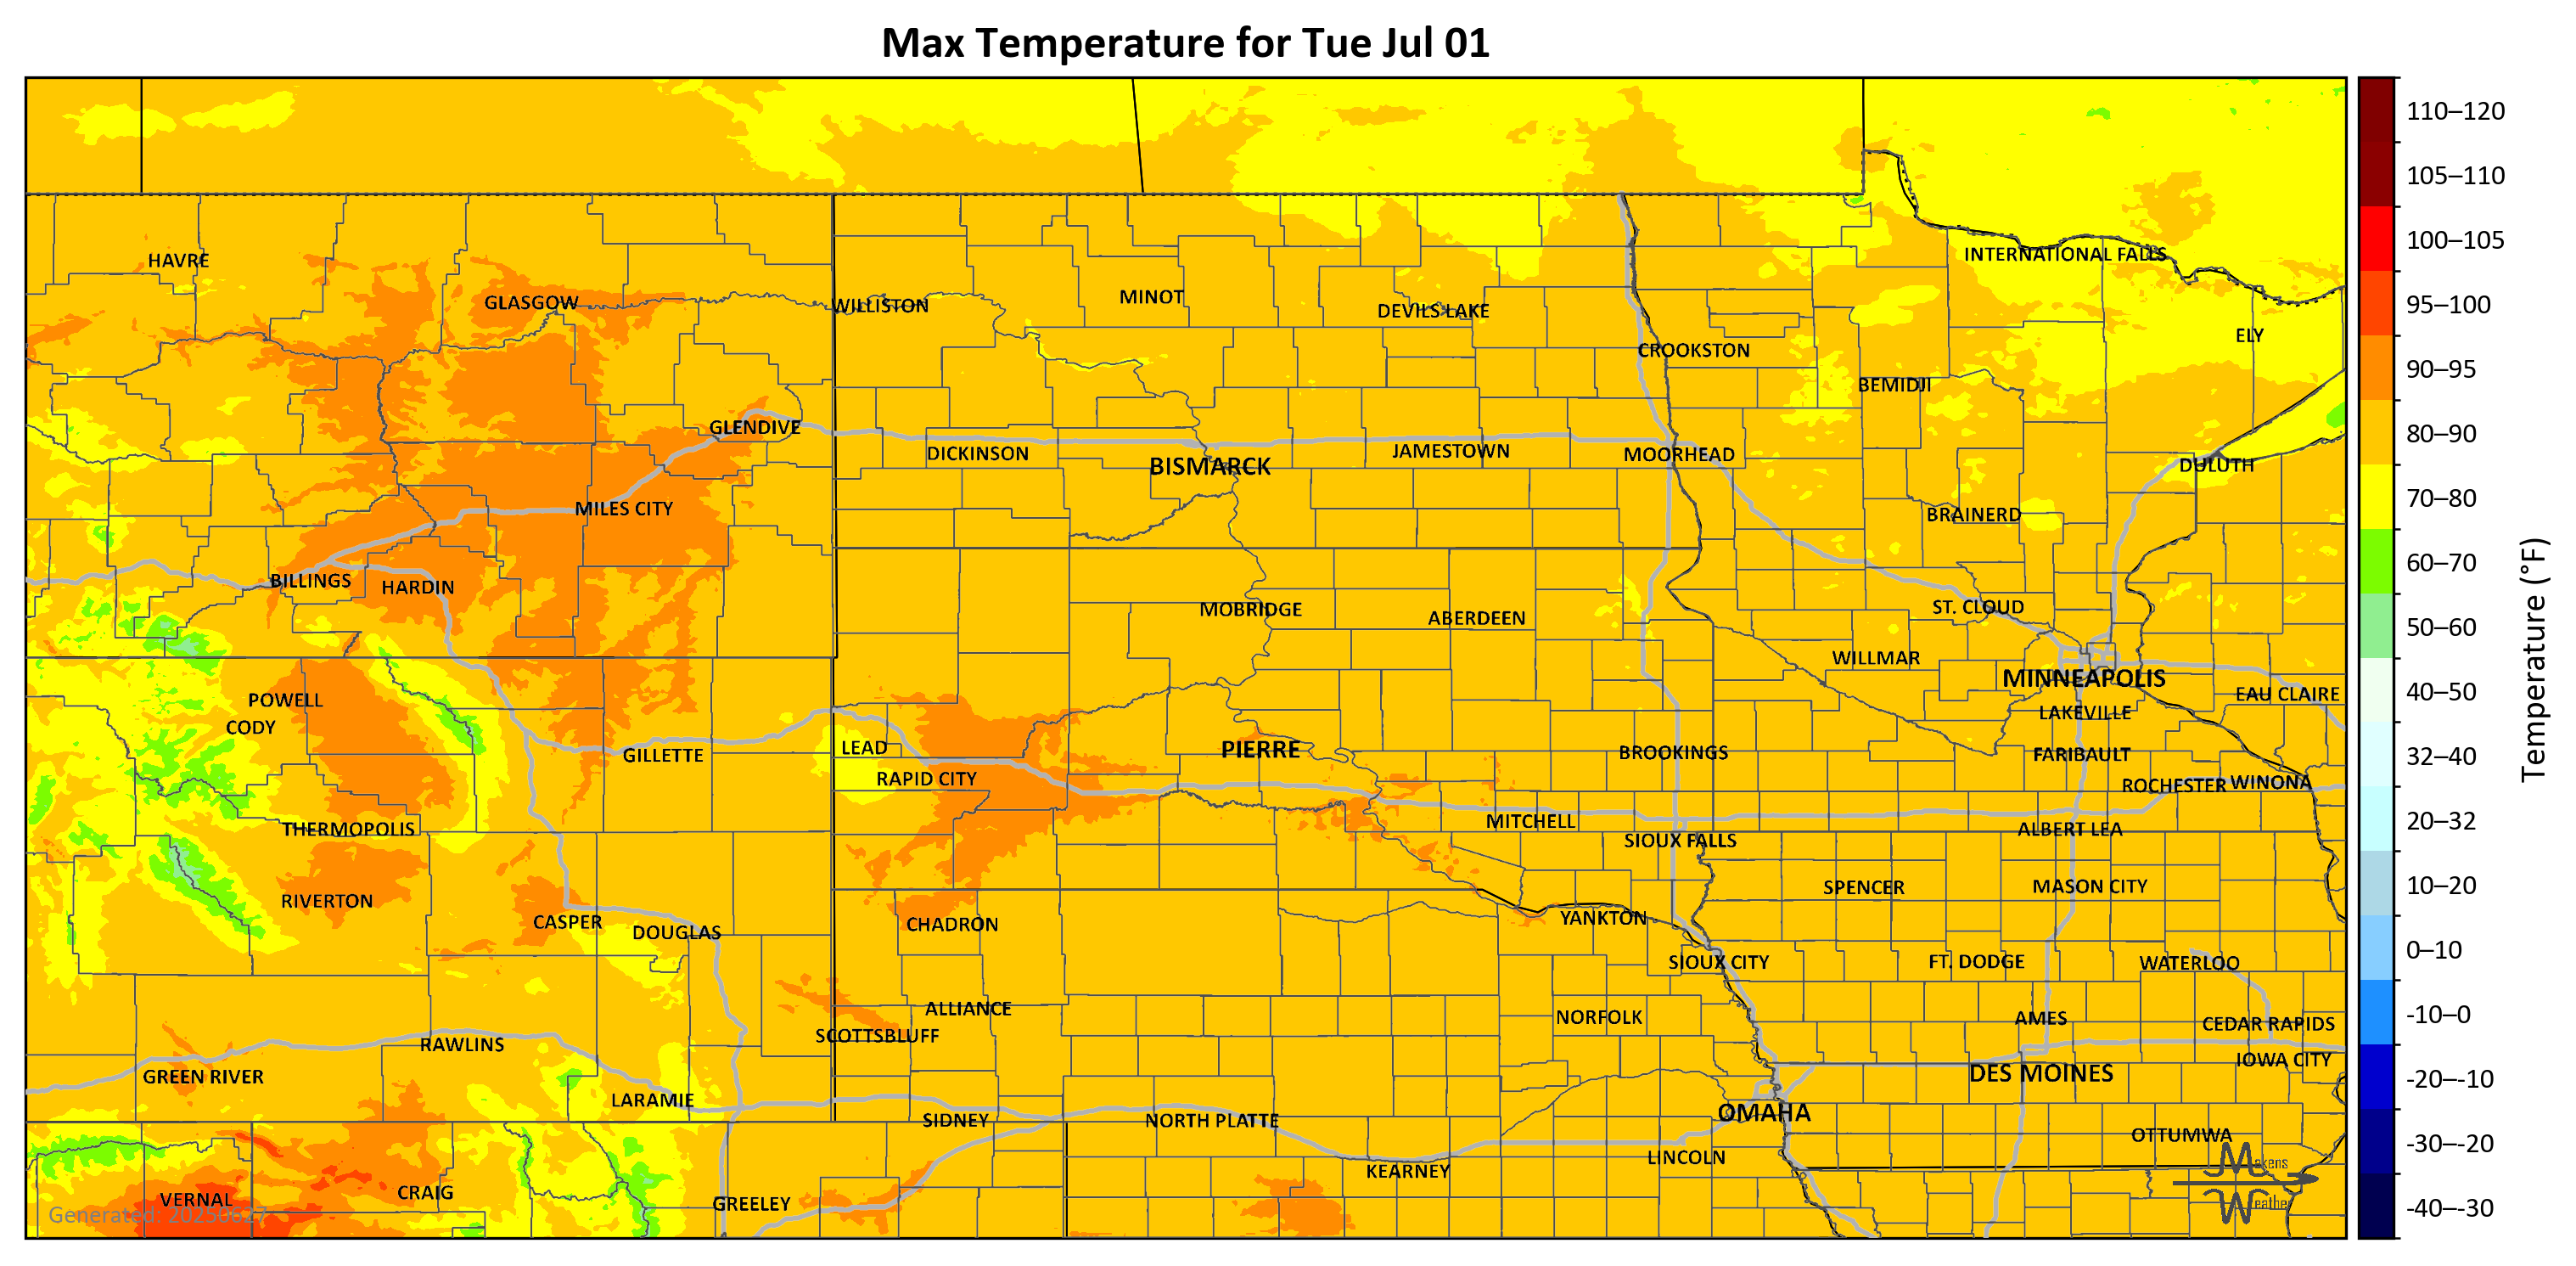 Max Temperature for Tue Jul 01
110–120
105–110
100–105
95–100
90–95
80–90
70–80
60–70
50–60
40–50
32–40
20–32
10–20
0–10
-10–0
-20–-10
-30–-20
-40–-30
Temperature (°F)
HAVRE
GLASGOW
WILLISTON
MINOT
DEVILS LAKE
INTERNATIONAL FALLS
ELY
CROOKSTON
BEMIDJI
GLENDIVE
DICKINSON
BISMARCK
JAMESTOWN
MOORHEAD
DULUTH
MILES CITY
BRAINERD
BILLINGS
HARDIN
MOBRIDGE
ABERDEEN
ST. CLOUD
WILLMAR
MINNEAPOLIS
EAU CLAIRE
POWELL
CODY
LAKEVILLE
GILLETTE
LEAD
PIERRE
BROOKINGS
FARIBAULT
RAPID CITY
ROCHESTER
WINONA
THERMOPOLIS
MITCHELL
SIOUX FALLS
ALBERT LEA
RIVERTON
SPENCER
MASON CITY
CASPER
DOUGLAS
CHADRON
YANKTON
SIOUX CITY
FT. DODGE
WATERLOO
ALLIANCE
NORFOLK
AMES
CEDAR RAPIDS
SCOTTSBLUFF
RAWLINS
IOWA CITY
GREEN RIVER
DES MOINES
LARAMIE
SIDNEY
NORTH PLATTE
OMAHA
OTTUMWA
LINCOLN
KEARNEY
VERNAL
CRAIG
GREELEY
Generated: 20250627
Makens
Weather